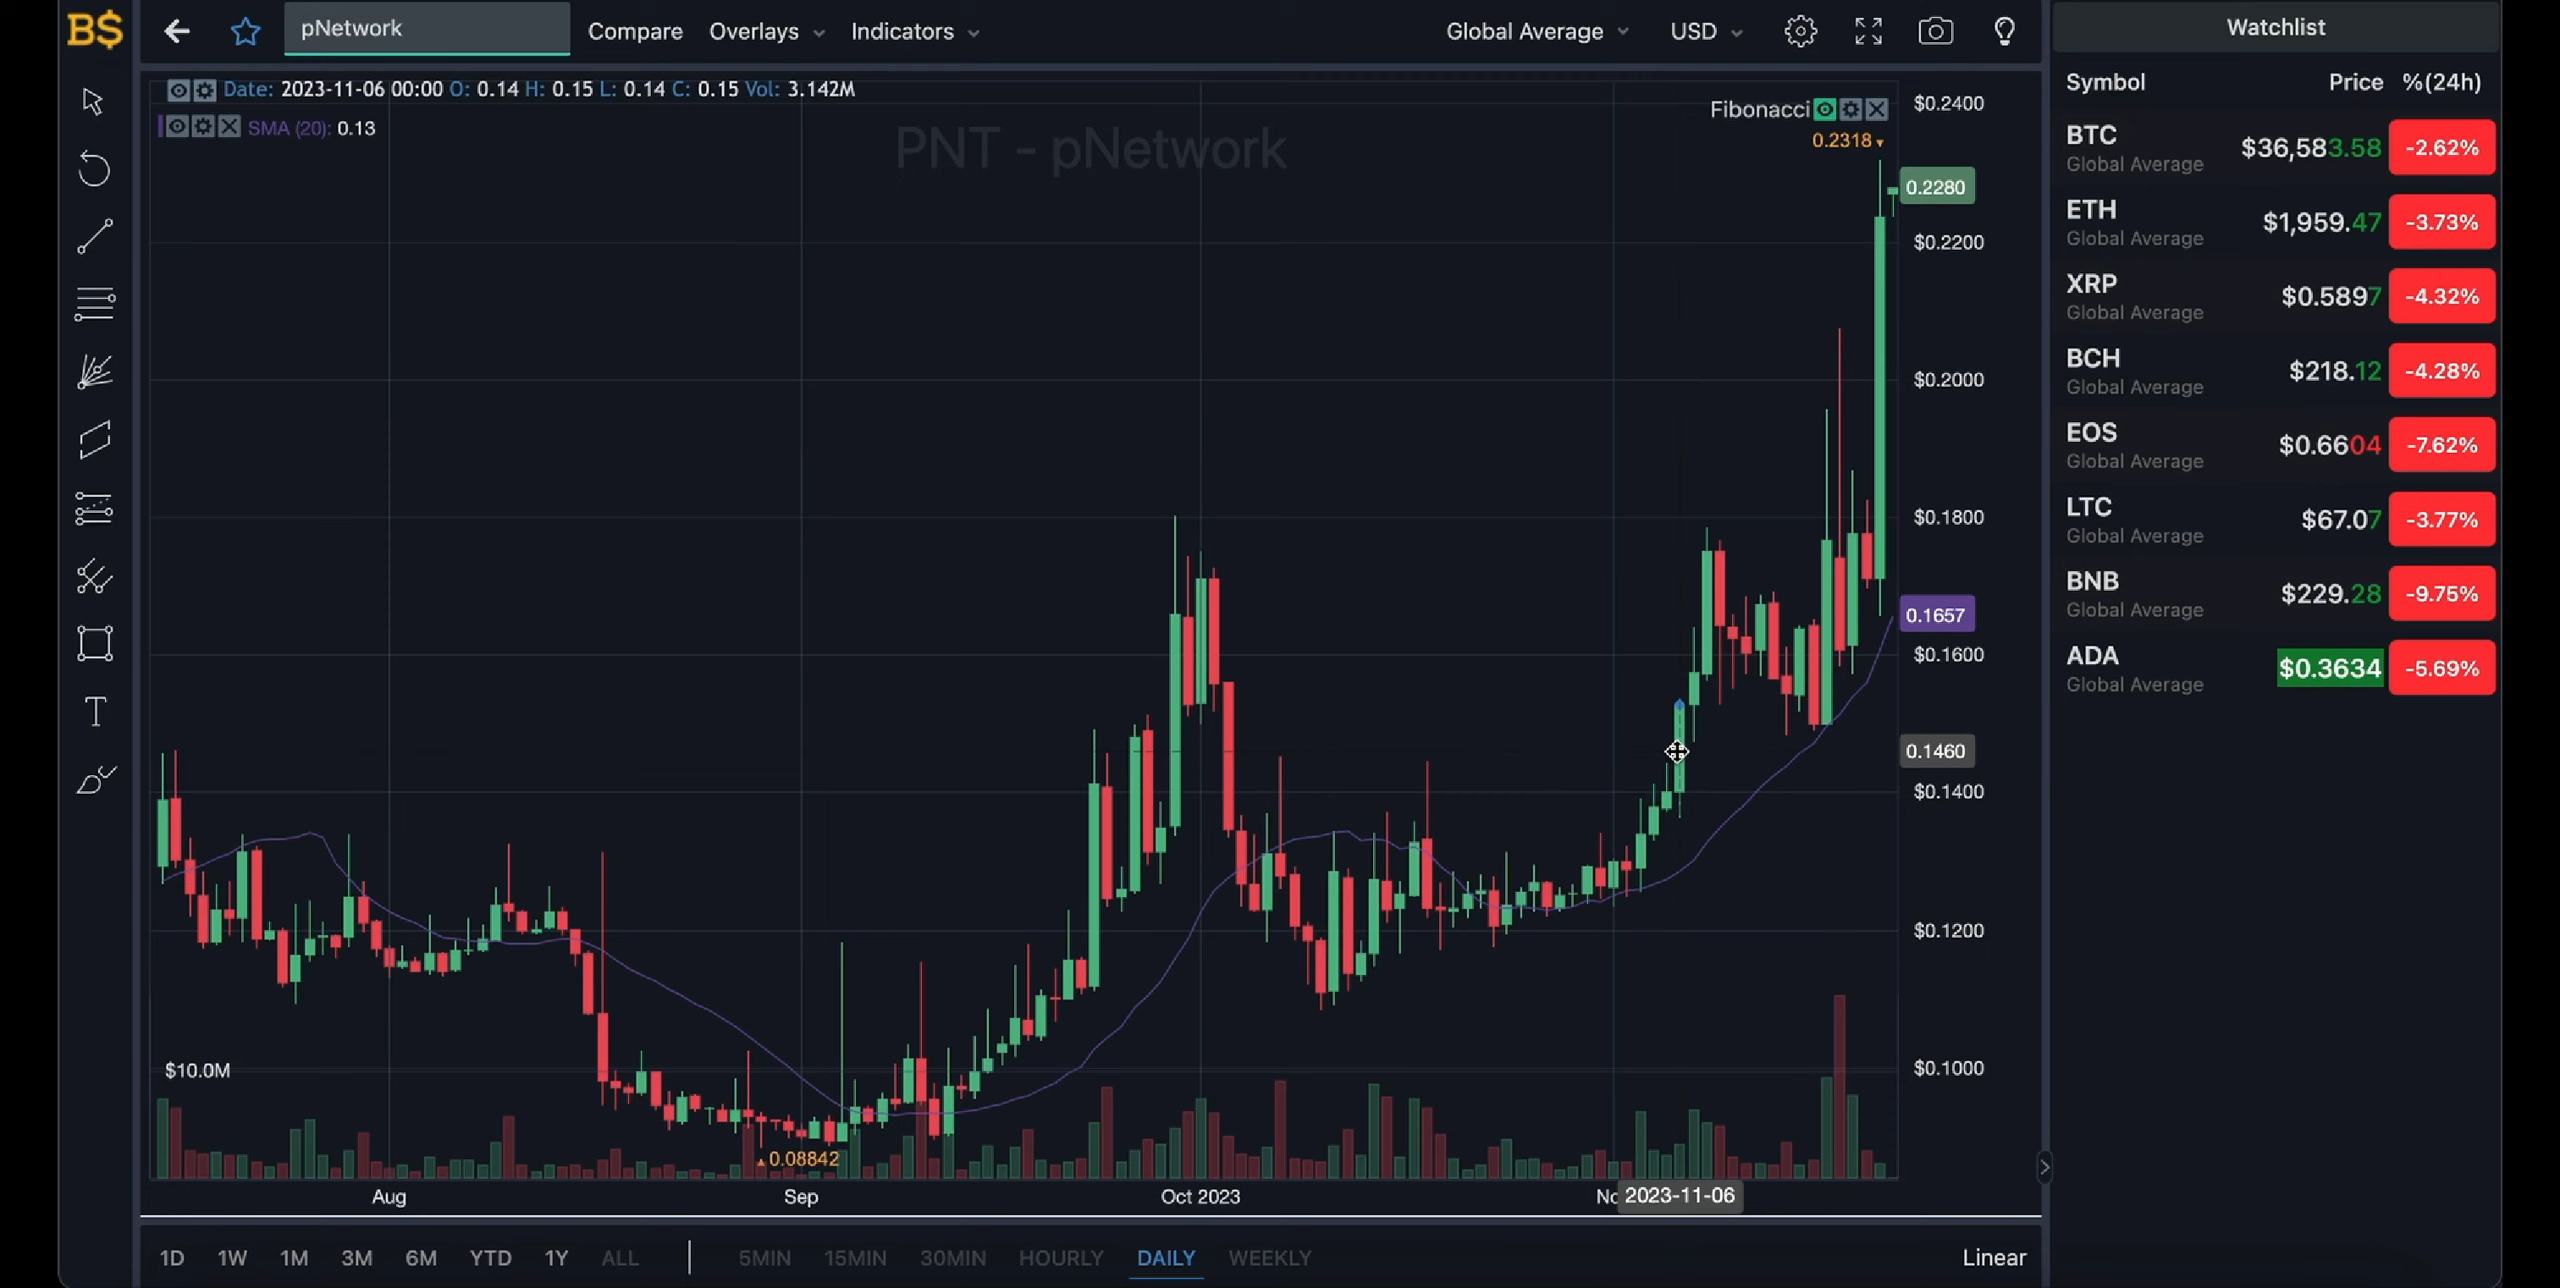 B$
pNetwork
Compare
Overlays
Indicators
Global Average
USD
Date: 2023-11-06 00:00 O: 0.14 H: 0.15 L: 0.14 C: 0.15 Vol: 3.142M
SMA (20): 0.13
PNT - pNetwork
Fibonacci
0.2318
$0.2400
0.2280
$0.2200
$0.2000
$0.1800
0.1657
$0.1600
0.1460
$0.1400
$0.1200
$0.1000
$10.0M
0.08842
Aug
Sep
Oct 2023
No
2023-11-06
1D
1W
1M
3M
6M
YTD
1Y
ALL
5MIN
15MIN
30MIN
HOURLY
DAILY
WEEKLY
Linear
T
Watchlist
Symbol Price %(24h)
BTC $36,583.58 -2.62%
Global Average
ETH $1,959.47 -3.73%
Global Average
XRP $0.5897 -4.32%
Global Average
BCH $218.12 -4.28%
Global Average
EOS $0.6604 -7.62%
Global Average
LTC $67.07 -3.77%
Global Average
BNB $229.28 -9.75%
Global Average
ADA $0.3634 -5.69%
Global Average